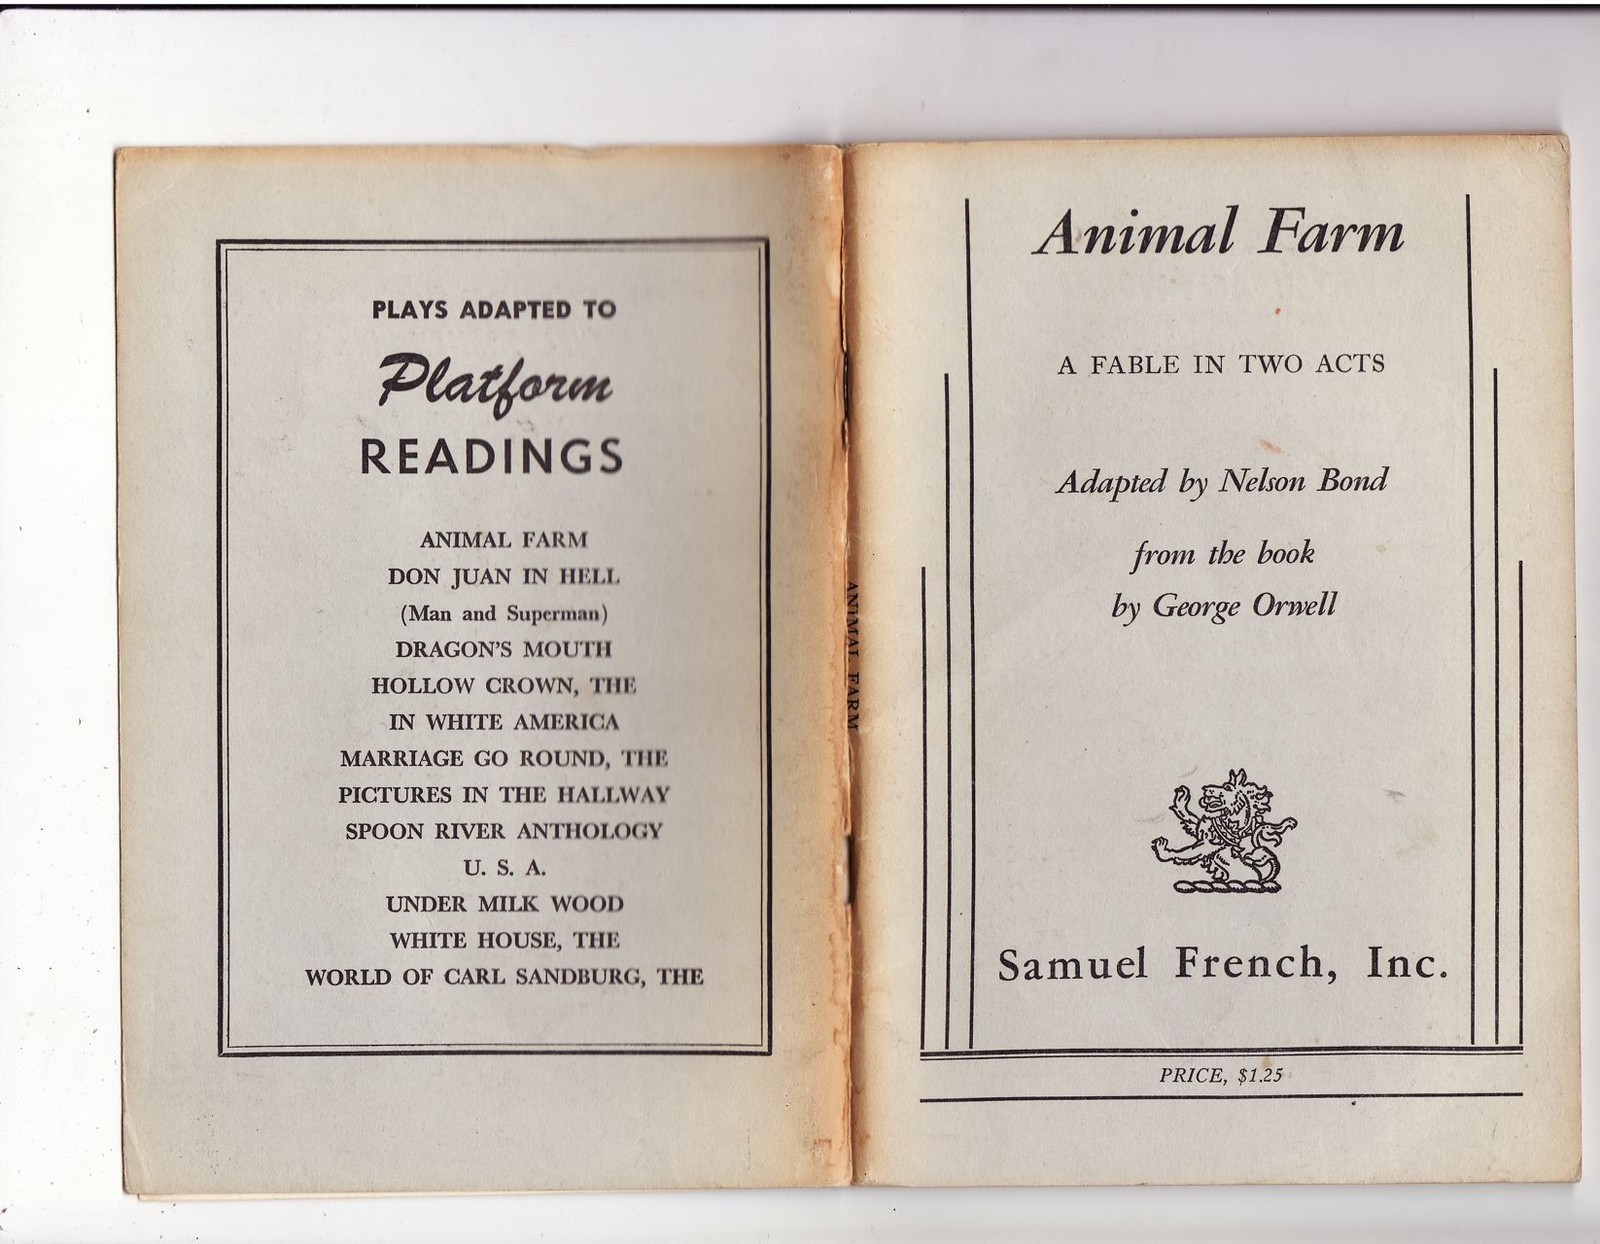 PLAYS ADAPTED TO
Platform
READINGS
ANIMAL FARM
DON JUAN IN HELL
(Man and Superman)
DRAGON'S MOUTH
HOLLOW CROWN, THE
IN WHITE AMERICA
MARRIAGE GO ROUND, THE
PICTURES IN THE HALLWAY
SPOON RIVER ANTHOLOGY
U. S. A.
UNDER MILK WOOD
WHITE HOUSE, THE
WORLD OF CARL SANDBURG, THE
ANIMAL FARM
Animal Farm
A FABLE IN TWO ACTS
Adapted by Nelson Bond
from the book
by George Orwell
Samuel French, Inc.
PRICE, $1.25